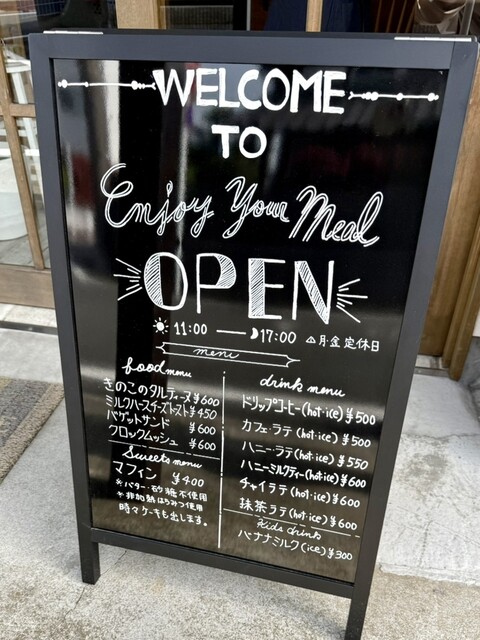 WELCOME
TO
Enjoy Your Meal
OPEN
11:00 — 17:00 △月・金 定休日
menu
food menu
きのこのタルティーヌ ¥600
ミルクハースチーズトースト ¥450
バゲットサンド ¥600
クロックムッシュ ¥600
Sweets menu
マフィン ¥400
※バター・砂糖不使用
※非加熱はちみつ使用
時々ケーキも出します。
drink menu
ドリップコーヒー (hot・ice) ¥500
カフェ・ラテ (hot・ice) ¥500
ハニー・ラテ (hot・ice) ¥550
ハニーミルクティー (hot・ice) ¥600
チャイラテ (hot・ice) ¥600
抹茶ラテ (hot・ice) ¥600
kids drink
バナナミルク (ice) ¥300